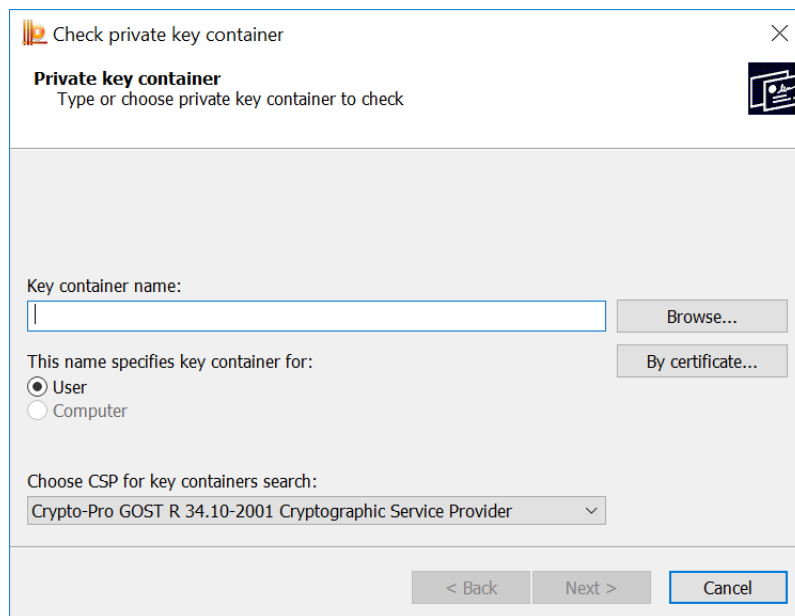 Check private key container
Private key container
Type or choose private key container to check
Key container name:
Browse...
This name specifies key container for:
By certificate...
User
Computer
Choose CSP for key containers search:
Crypto-Pro GOST R 34.10-2001 Cryptographic Service Provider
< Back
Next >
Cancel